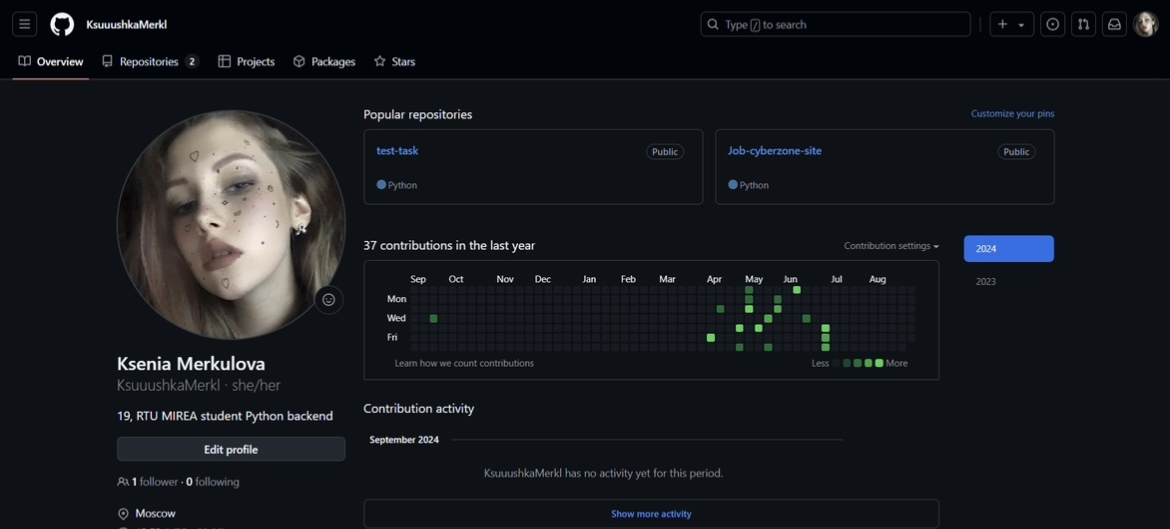 KsuuushkaMerkl
Type / to search
Overview
Repositories 2
Projects
Packages
Stars
Popular repositories
Customize your pins
test-task
Public
Python
Job-cyberzone-site
Public
Python
37 contributions in the last year
Contribution settings
2024
2023
Sep Oct Nov Dec Jan Feb Mar Apr May Jun Jul Aug
Mon
Wed
Fri
Learn how we count contributions
Less More
Ksenia Merkulova
KsuuushkaMerkl · she/her
19, RTU MIREA student Python backend
Edit profile
1 follower · 0 following
Moscow
Contribution activity
September 2024
KsuuushkaMerkl has no activity yet for this period.
Show more activity